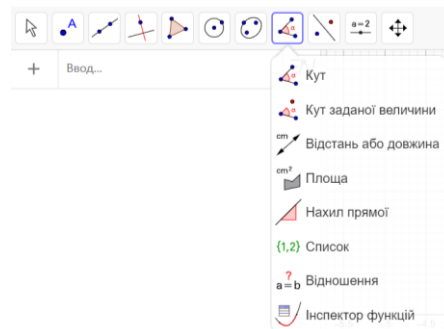 A
a=2
+ Ввод...
Кут
Кут заданої величини
cm Відстань або довжина
cm² Площа
Нахил прямої
{1,2} Список
a=b Відношення
?
Інспектор функцій